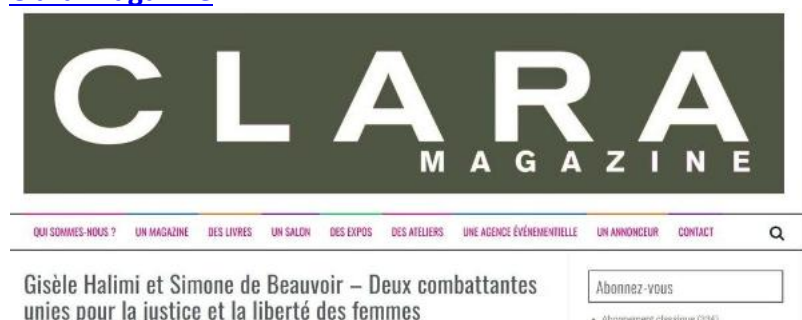 CLARA
MAGAZINE
QUI SOMMES-NOUS ? UN MAGAZINE DES LIVRES UN SALON DES EXPOS DES ATELIERS UNE AGENCE ÉVÉNEMENTIELLE UN ANNONCEUR CONTACT
Gisèle Halimi et Simone de Beauvoir – Deux combattantes
unies pour la justice et la liberté des femmes
Abonnez-vous
Abonnement classique